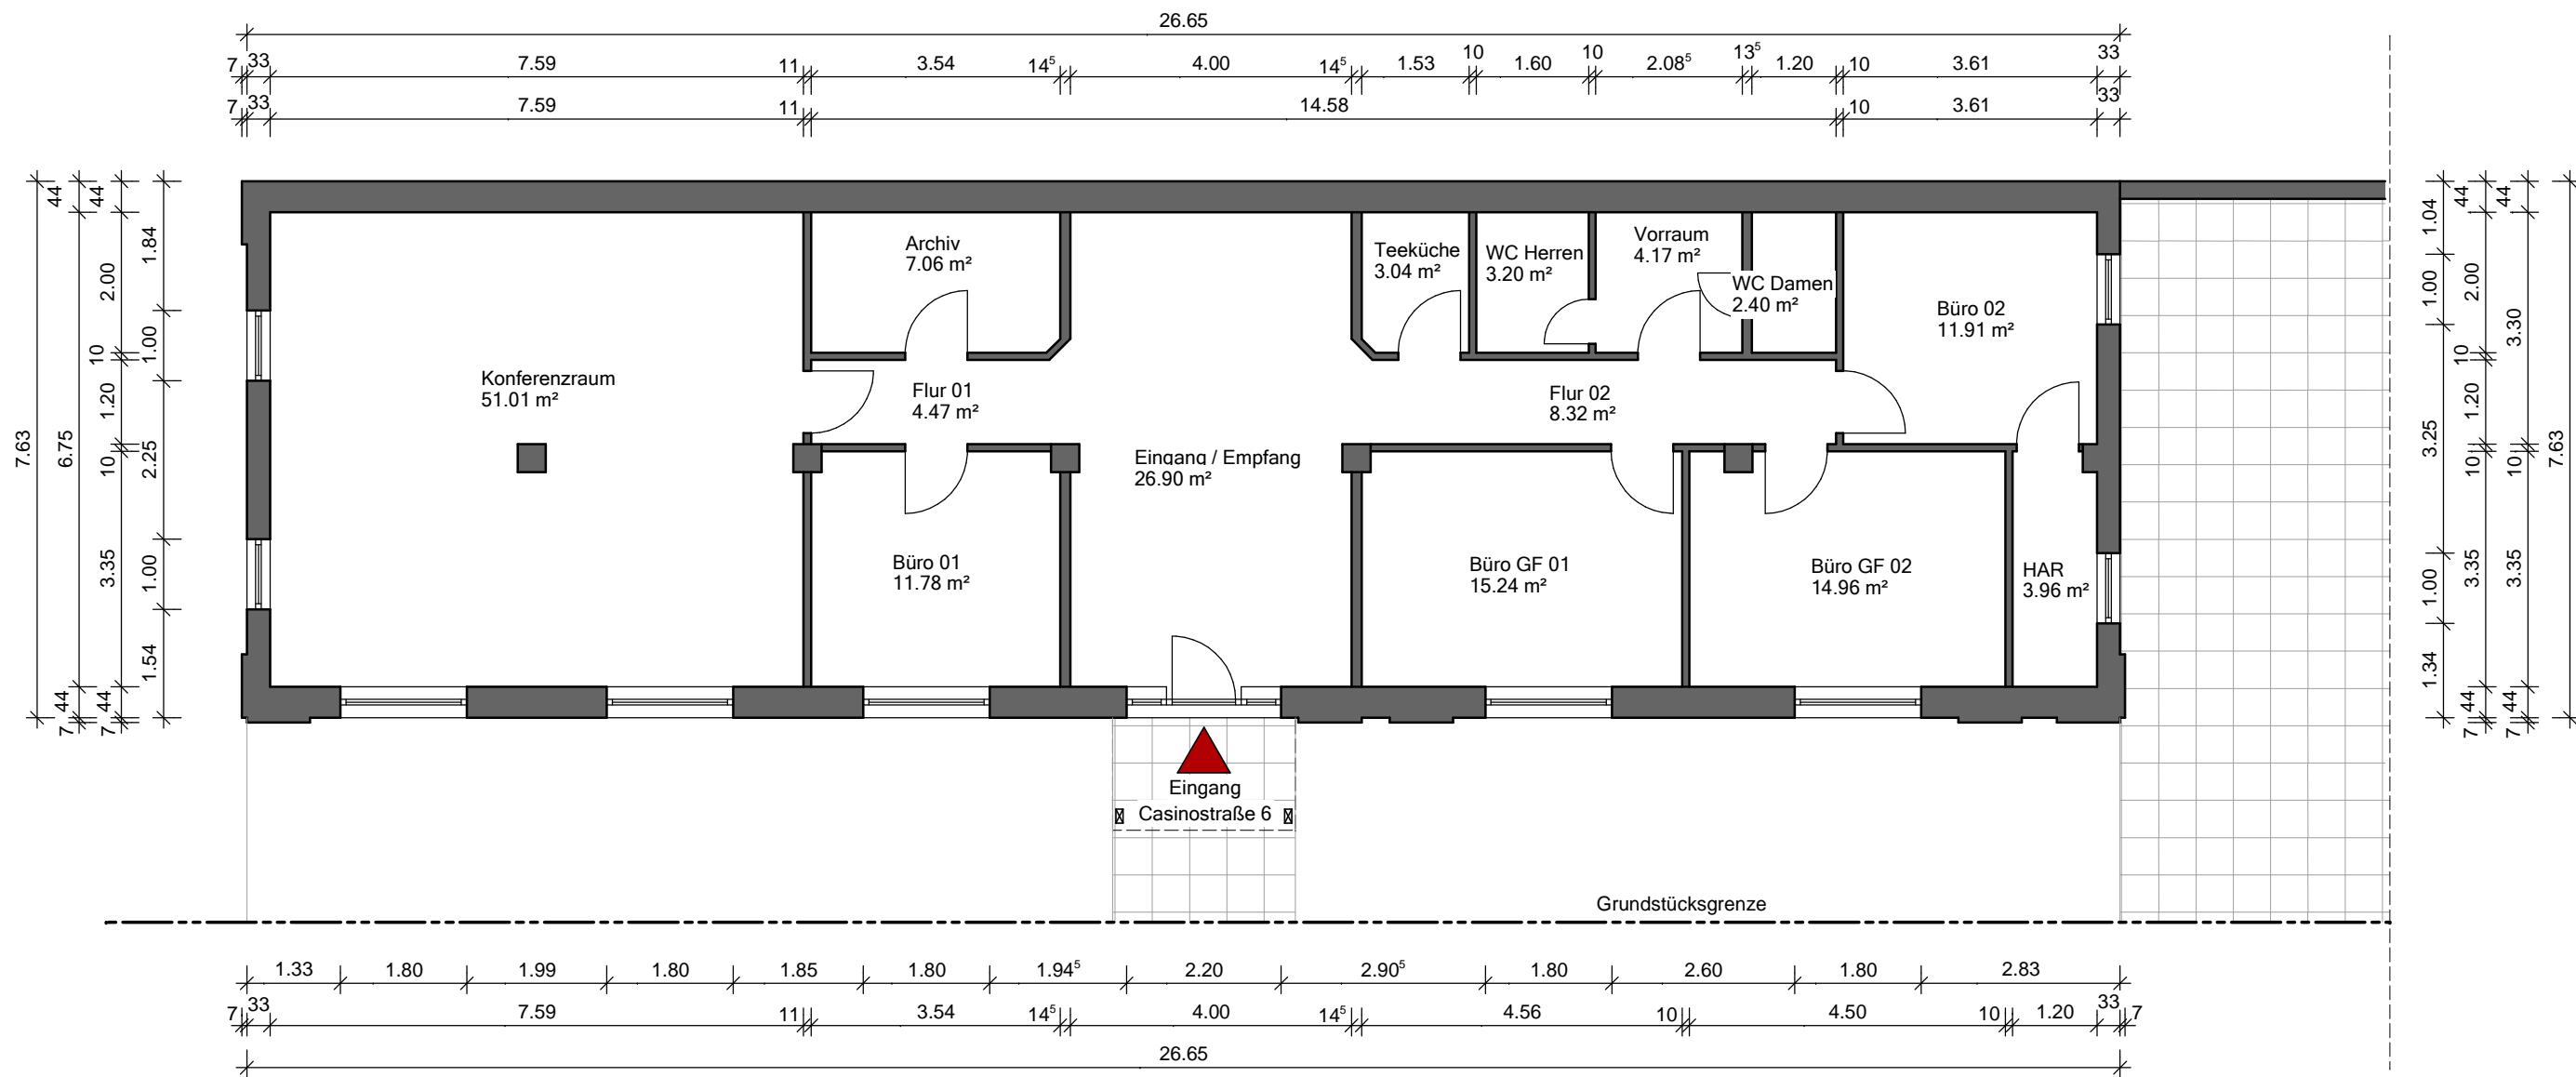 26.65
7 33 7.59 11 3.54 14⁵ 4.00 14⁵ 1.53 10 1.60 10 2.08⁵ 13⁵ 1.20 10 3.61 33
7 33 7.59 11 14.58 10 3.61 33
7.63
44 6.75 44 7
44 2.00 10 1.20 10 3.35 44 7
1.84 1.00 2.25 1.00 1.54
Konferenzraum
51.01 m²
Archiv
7.06 m²
Flur 01
4.47 m²
Büro 01
11.78 m²
Eingang / Empfang
26.90 m²
Teeküche
3.04 m²
WC Herren
3.20 m²
Vorraum
4.17 m²
WC Damen
2.40 m²
Büro 02
11.91 m²
Flur 02
8.32 m²
Büro GF 01
15.24 m²
Büro GF 02
14.96 m²
HAR
3.96 m²
1.04 1.00 3.25 1.00 1.34
44 2.00 10 1.20 10 3.35 44 7
44 3.30 10 3.35 44 7
7.63
Eingang
Casinostraße 6
Grundstücksgrenze
1.33 1.80 1.99 1.80 1.85 1.80 1.94⁵ 2.20 2.90⁵ 1.80 2.60 1.80 2.83
7 33 7.59 11 3.54 14⁵ 4.00 14⁵ 4.56 10 4.50 10 1.20 33 7
26.65